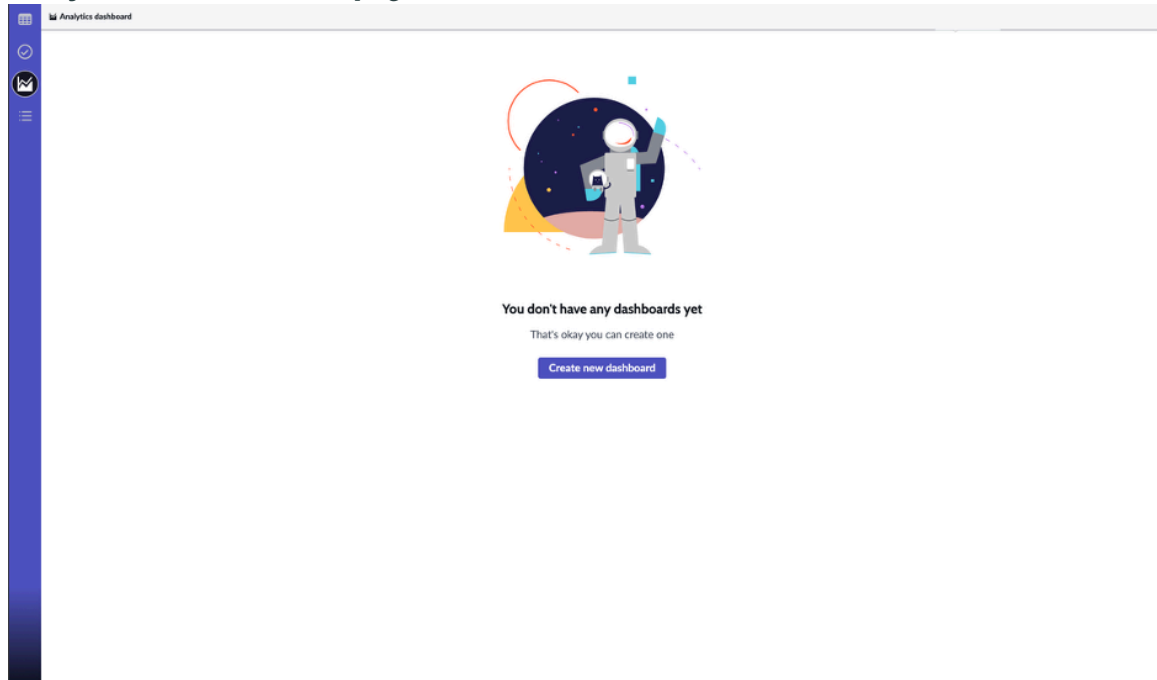 Analytics dashboard
You don't have any dashboards yet
That's okay you can create one
Create new dashboard